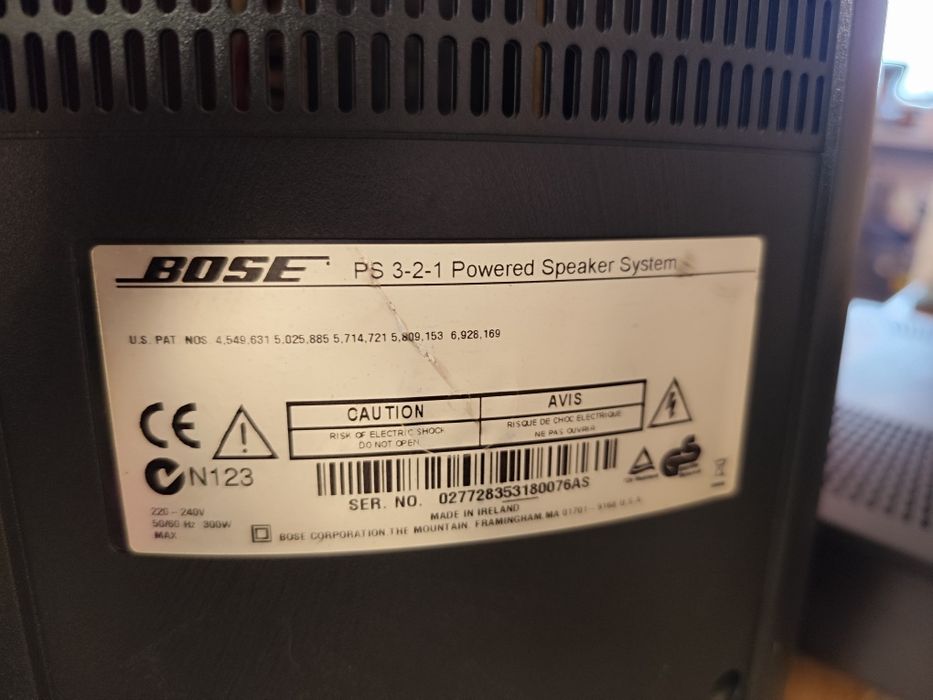 BOSE PS 3-2-1 Powered Speaker System
U.S. PAT NOS. 4,549,631 5,025,885 5,714,721 5,809,153 6,928,169
CAUTION
RISK OF ELECTRIC SHOCK
DO NOT OPEN
AVIS
RISQUE DE CHOC ELECTRIQUE
NE PAS OUVRIR
CE
N123
SER. NO. 027728353180076AS
MADE IN IRELAND
220 - 240V
50/60 Hz 300W
MAX
BOSE CORPORATION THE MOUNTAIN FRAMINGHAM, MA 01701-9168 U.S.A.